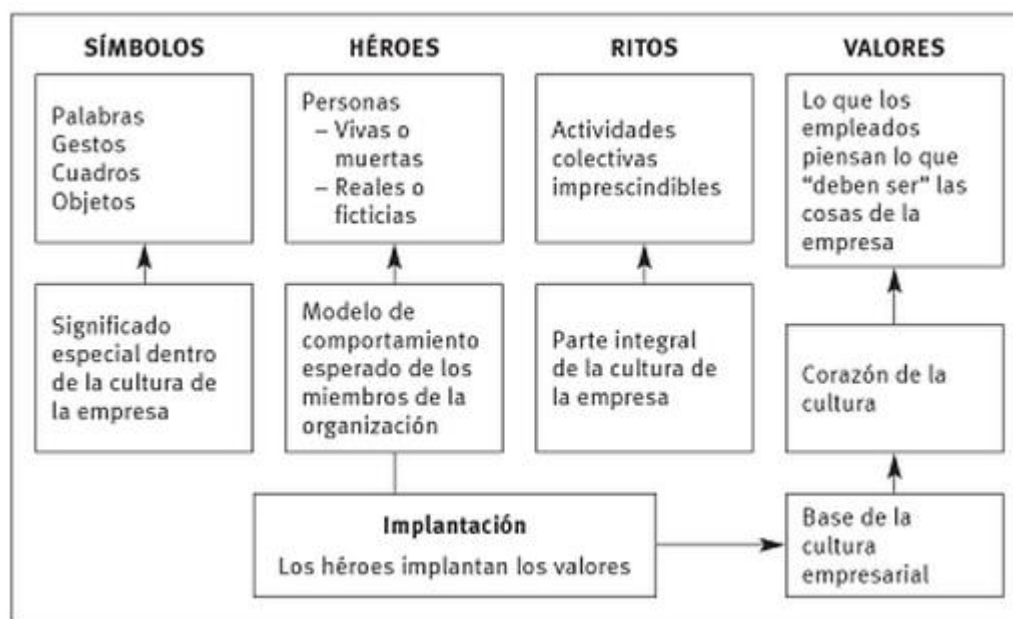 SÍMBOLOS
HÉROES
RITOS
VALORES
Palabras
Gestos
Cuadros
Objetos
Personas
– Vivas o
muertas
– Reales o
ficticias
Actividades
colectivas
imprescindibles
Lo que los
empleados
piensan lo que
“deben ser” las
cosas de la
empresa
Significado
especial dentro
de la cultura de
la empresa
Modelo de
comportamiento
esperado de los
miembros de la
organización
Parte integral
de la cultura de
la empresa
Corazón de la
cultura
Implantación
Los héroes implantan los valores
Base de la
cultura
empresarial